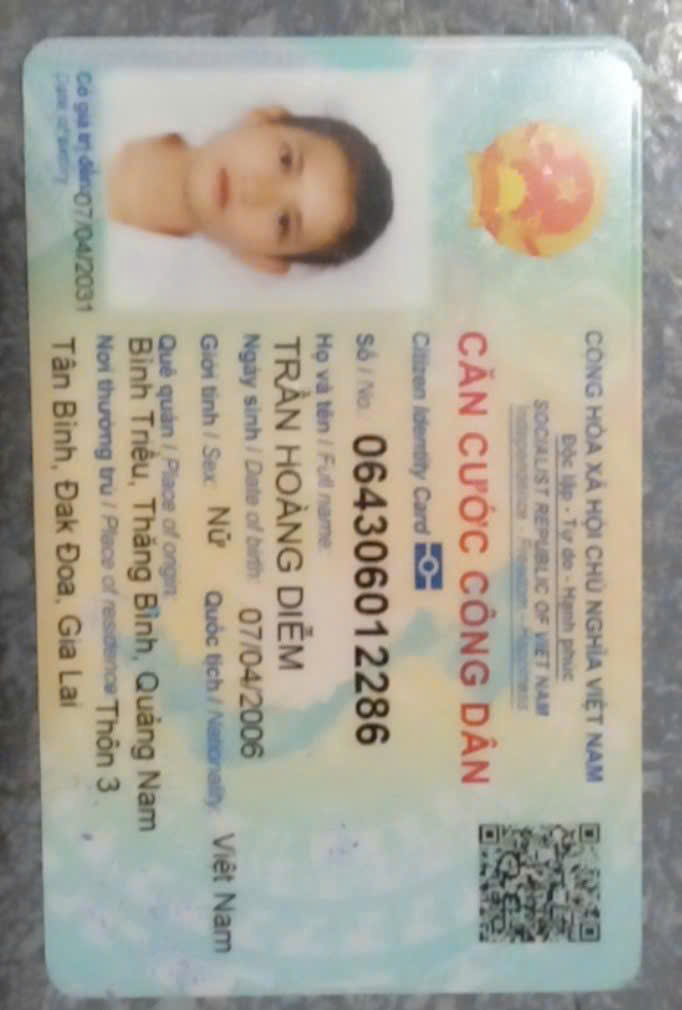 CỘNG HÒA XÃ HỘI CHỦ NGHĨA VIỆT NAM
Độc lập - Tự do - Hạnh phúc
SOCIALIST REPUBLIC OF VIET NAM
Independence - Freedom - Happiness
CĂN CƯỚC CÔNG DÂN
Citizen Identity Card
Số / No: 064306012286
Họ và tên / Full name:
TRẦN HOÀNG DIỄM
Ngày sinh / Date of birth: 07/04/2006
Giới tính / Sex: Nữ Quốc tịch / Nationality: Việt Nam
Quê quán / Place of origin:
Bình Triều, Thăng Bình, Quảng Nam
Nơi thường trú / Place of residence: Thôn 3
Tân Bình, Đak Đoa, Gia Lai
Có giá trị đến: 07/04/2031
Date of expiry